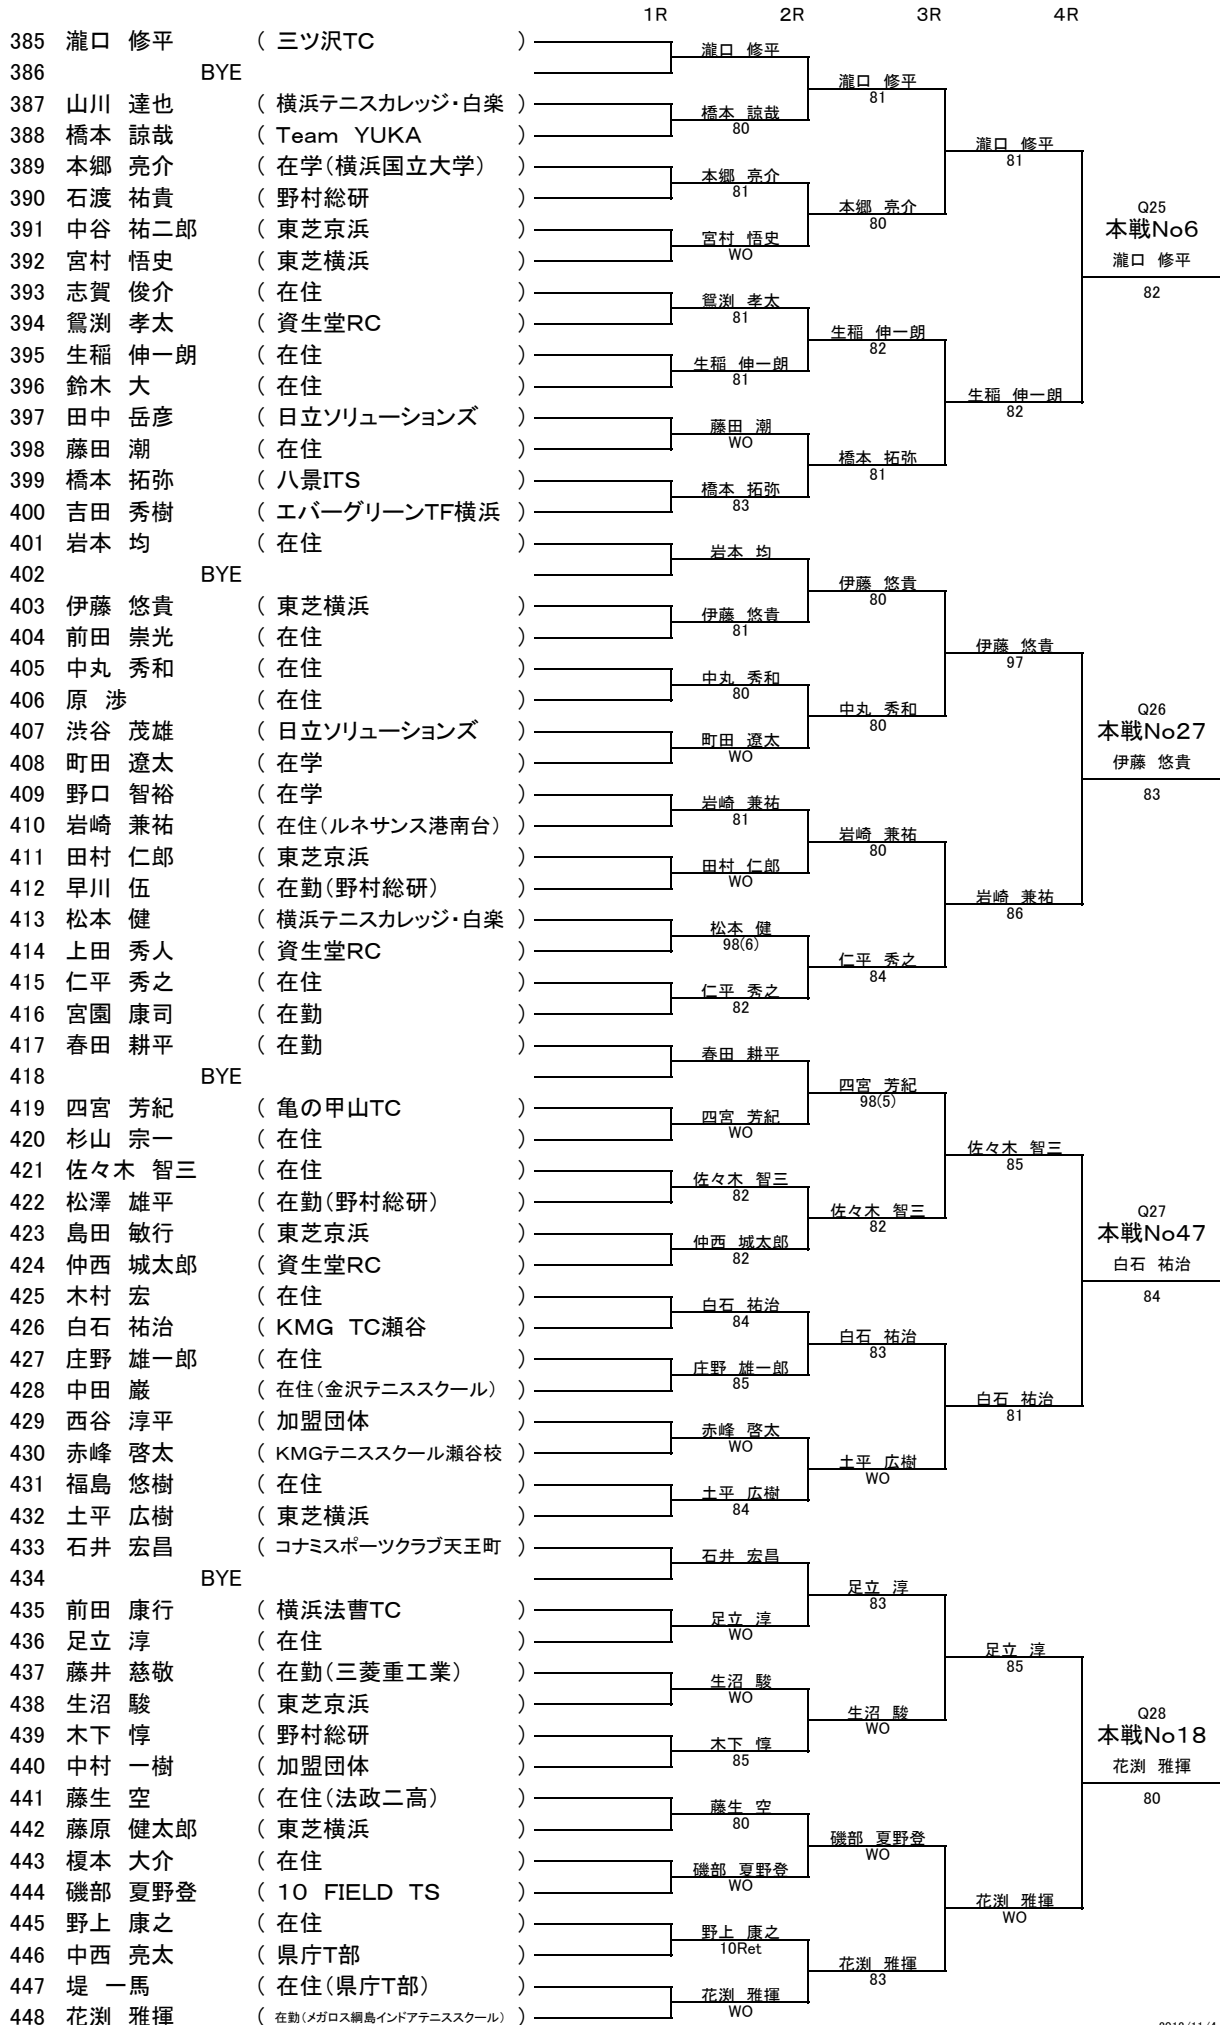 1R 2R 3R 4R
385 瀧口 修平 ( 三ツ沢TC )
386 BYE
387 山川 達也 ( 横浜テニスカレッジ・白楽 )
388 橋本 諒哉 ( Team YUKA )
389 本郷 亮介 ( 在学(横浜国立大学) )
390 石渡 祐貴 ( 野村総研 )
391 中谷 祐二郎 ( 東芝京浜 )
392 宮村 悟史 ( 東芝横浜 )
393 志賀 俊介 ( 在住 )
394 鴛渕 孝太 ( 資生堂RC )
395 生稲 伸一朗 ( 在住 )
396 鈴木 大 ( 在住 )
397 田中 岳彦 ( 日立ソリューションズ )
398 藤田 潮 ( 在住 )
399 橋本 拓弥 ( 八景ITS )
400 吉田 秀樹 ( エバーグリーンTF横浜 )
401 岩本 均 ( 在住 )
402 BYE
403 伊藤 悠貴 ( 東芝横浜 )
404 前田 崇光 ( 在住 )
405 中丸 秀和 ( 在住 )
406 原 渉 ( 在住 )
407 渋谷 茂雄 ( 日立ソリューションズ )
408 町田 遼太 ( 在学 )
409 野口 智裕 ( 在学 )
410 岩崎 兼祐 ( 在住(ルネサンス港南台) )
411 田村 仁郎 ( 東芝京浜 )
412 早川 伍 ( 在勤(野村総研) )
413 松本 健 ( 横浜テニスカレッジ・白楽 )
414 上田 秀人 ( 資生堂RC )
415 仁平 秀之 ( 在住 )
416 宮園 康司 ( 在勤 )
417 春田 耕平 ( 在勤 )
418 BYE
419 四宮 芳紀 ( 亀の甲山TC )
420 杉山 宗一 ( 在住 )
421 佐々木 智三 ( 在住 )
422 松澤 雄平 ( 在勤(野村総研) )
423 島田 敏行 ( 東芝京浜 )
424 仲西 城太郎 ( 資生堂RC )
425 木村 宏 ( 在住 )
426 白石 祐治 ( KMG TC瀬谷 )
427 庄野 雄一郎 ( 在住 )
428 中田 巌 ( 在住(金沢テニススクール) )
429 西谷 淳平 ( 加盟団体 )
430 赤峰 啓太 ( KMGテニススクール瀬谷校 )
431 福島 悠樹 ( 在住 )
432 土平 広樹 ( 東芝横浜 )
433 石井 宏昌 ( コナミスポーツクラブ天王町 )
434 BYE
435 前田 康行 ( 横浜法曹TC )
436 足立 淳 ( 在住 )
437 藤井 慈敬 ( 在勤(三菱重工業) )
438 生沼 駿 ( 東芝京浜 )
439 木下 惇 ( 野村総研 )
440 中村 一樹 ( 加盟団体 )
441 藤生 空 ( 在住(法政二高) )
442 藤原 健太郎 ( 東芝横浜 )
443 榎本 大介 ( 在住 )
444 磯部 夏野登 ( 10 FIELD TS )
445 野上 康之 ( 在住 )
446 中西 亮太 ( 県庁T部 )
447 堤 一馬 ( 在住(県庁T部) )
448 花渕 雅揮 ( 在勤(メガロス綱島インドアテニススクール) )
瀧口 修平
橋本 諒哉
80
本郷 亮介
81
宮村 悟史
WO
鴛渕 孝太
81
生稲 伸一朗
81
藤田 潮
WO
橋本 拓弥
83
岩本 均
伊藤 悠貴
81
中丸 秀和
80
町田 遼太
WO
岩崎 兼祐
81
田村 仁郎
WO
松本 健
98(6)
仁平 秀之
82
春田 耕平
四宮 芳紀
WO
佐々木 智三
82
仲西 城太郎
82
白石 祐治
84
庄野 雄一郎
85
赤峰 啓太
WO
土平 広樹
84
石井 宏昌
足立 淳
WO
生沼 駿
WO
木下 惇
85
藤生 空
80
磯部 夏野登
WO
野上 康之
10Ret
花渕 雅揮
WO
瀧口 修平
81
本郷 亮介
80
生稲 伸一朗
82
橋本 拓弥
81
伊藤 悠貴
80
中丸 秀和
80
岩崎 兼祐
80
仁平 秀之
84
四宮 芳紀
98(5)
佐々木 智三
82
白石 祐治
83
土平 広樹
WO
足立 淳
83
生沼 駿
WO
磯部 夏野登
WO
花渕 雅揮
83
瀧口 修平
81
生稲 伸一朗
82
伊藤 悠貴
97
岩崎 兼祐
86
佐々木 智三
85
白石 祐治
81
足立 淳
85
花渕 雅揮
WO
Q25
本戦No6
瀧口 修平
82
Q26
本戦No27
伊藤 悠貴
83
Q27
本戦No47
白石 祐治
84
Q28
本戦No18
花渕 雅揮
80